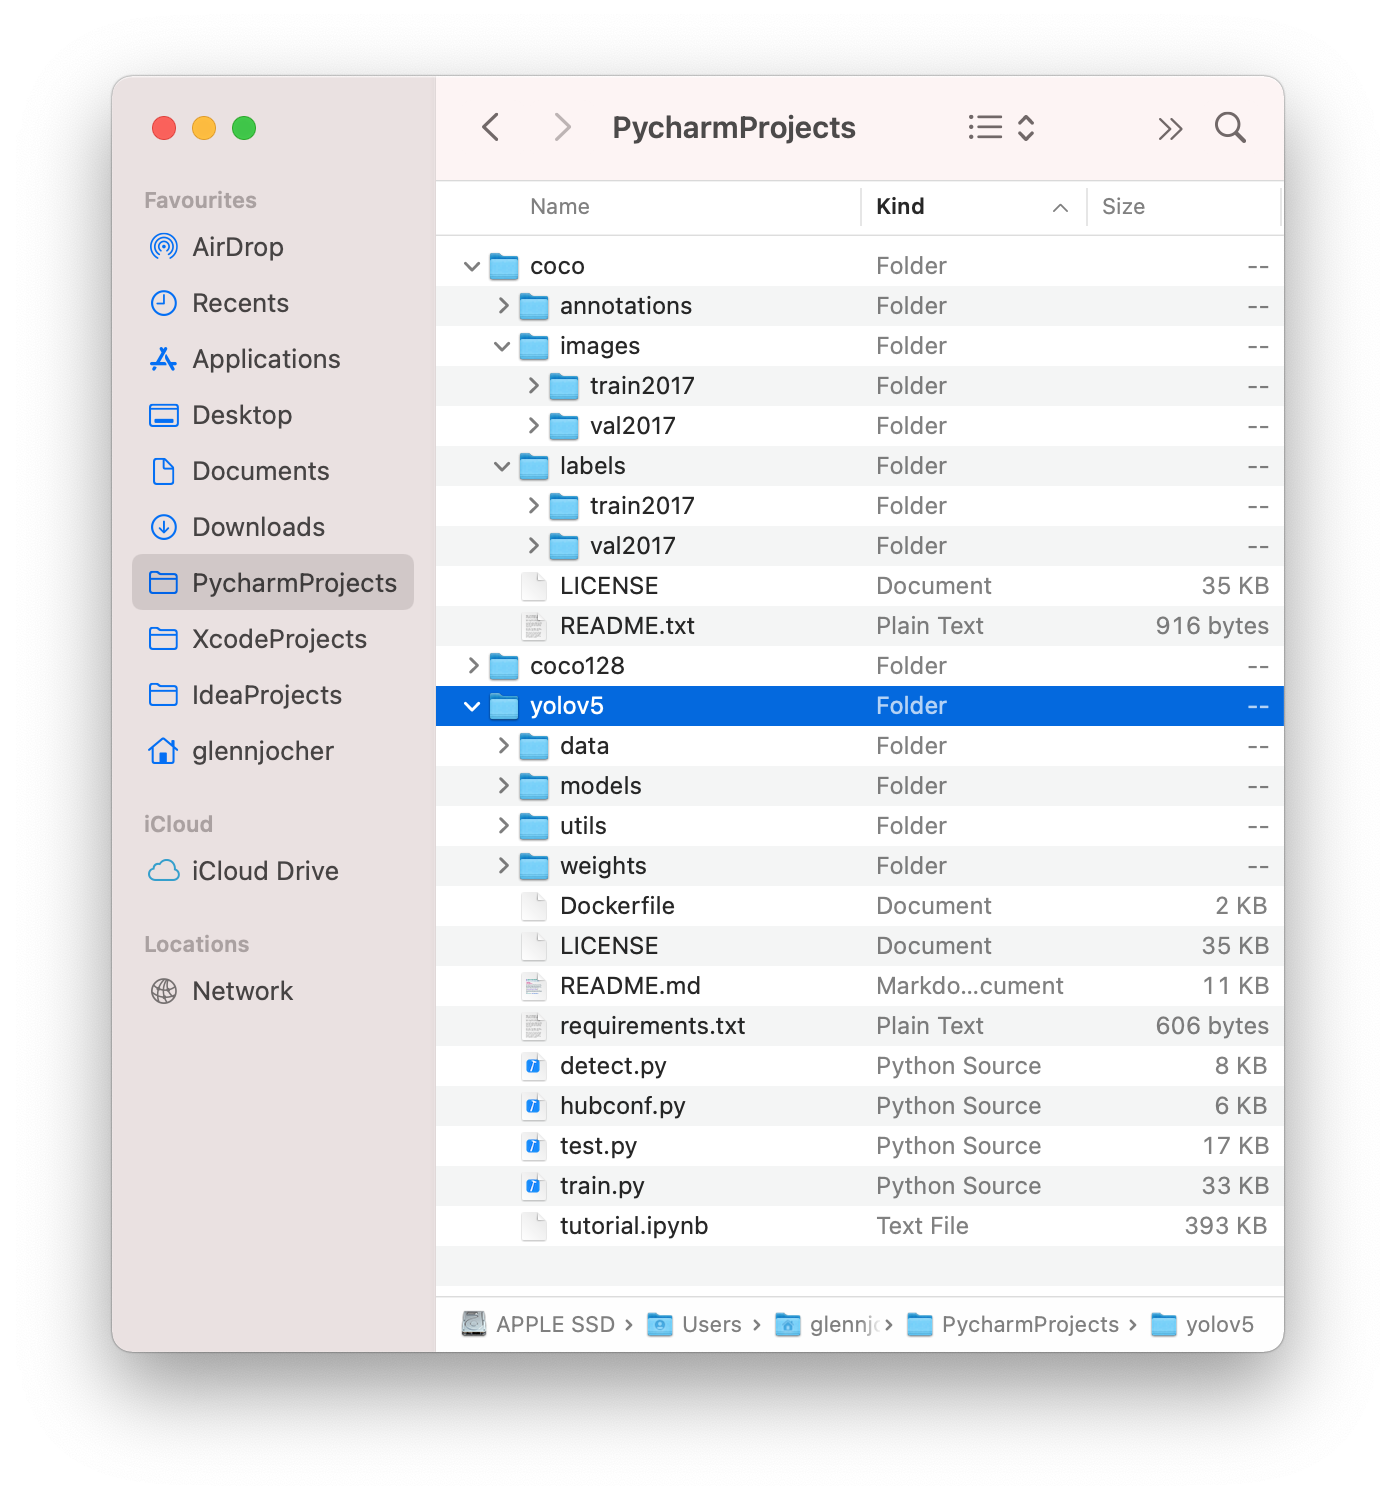 PycharmProjects
Favourites
AirDrop
Recents
Applications
Desktop
Documents
Downloads
PycharmProjects
XcodeProjects
IdeaProjects
glennjocher
iCloud
iCloud Drive
Locations
Network
Name Kind Size
coco Folder --
annotations Folder --
images Folder --
train2017 Folder --
val2017 Folder --
labels Folder --
train2017 Folder --
val2017 Folder --
LICENSE Document 35 KB
README.txt Plain Text 916 bytes
coco128 Folder --
yolov5 Folder --
data Folder --
models Folder --
utils Folder --
weights Folder --
Dockerfile Document 2 KB
LICENSE Document 35 KB
README.md Markdo...cument 11 KB
requirements.txt Plain Text 606 bytes
detect.py Python Source 8 KB
hubconf.py Python Source 6 KB
test.py Python Source 17 KB
train.py Python Source 33 KB
tutorial.ipynb Text File 393 KB
APPLE SSD › Users › glennjc › PycharmProjects › yolov5